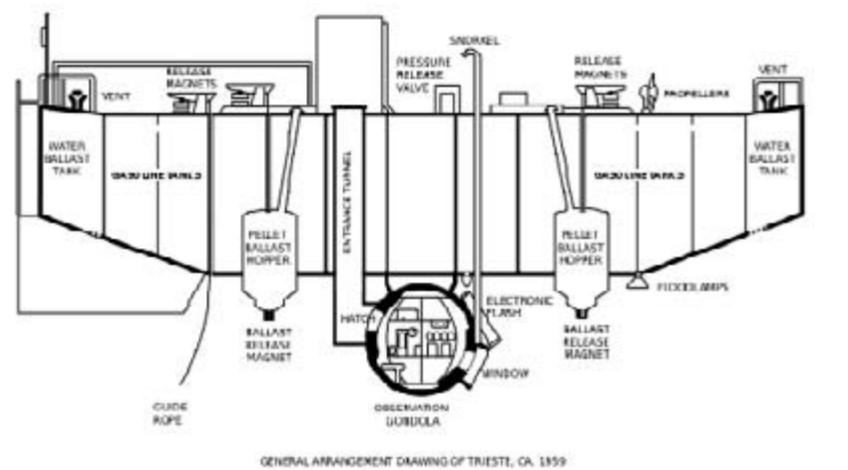 SNORKEL
PRESSURE
RELEASE
VALVE
RELEASE
MAGNETS
RELEASE
MAGNETS
VENT
VENT
PROPELLERS
WATER
BALLAST
TANK
GASOLINE TANKS
ENTRANCE TUNNEL
GASOLINE TANKS
WATER
BALLAST
TANK
PELLET
BALLAST
HOPPER
PELLET
BALLAST
HOPPER
FLOODLAMPS
ELECTRONIC
FLASH
HATCH
BALLAST
RELEASE
MAGNET
BALLAST
RELEASE
MAGNET
WINDOW
GUIDE
ROPE
OBSERVATION
GONDOLA
GENERAL ARRANGEMENT DRAWING OF TRIESTE, CA. 1959